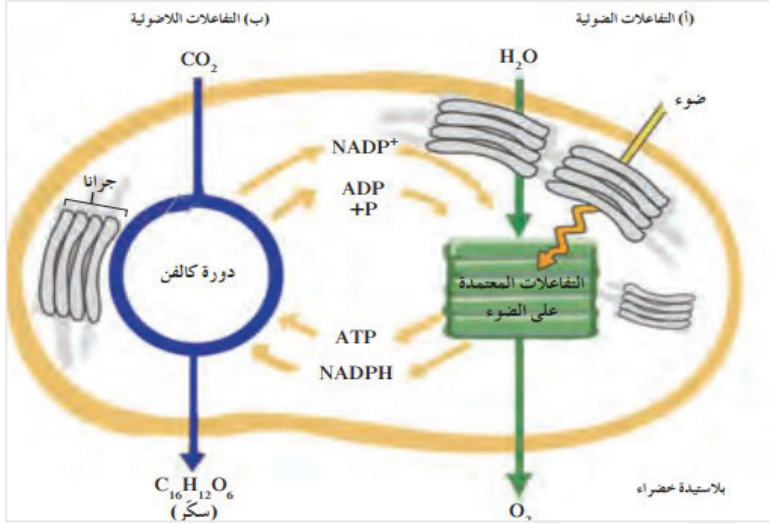 (أ) التفاعلات الضوئية
(ب) التفاعلات اللاضوئية
H₂O
CO₂
ضوء
NADP⁺
جرانا
ADP
+P
دورة كالفن
التفاعلات المعتمدة
على الضوء
ATP
NADPH
C₁₆H₁₂O₆
(سكّر)
بلاستيدة خضراء
O₂